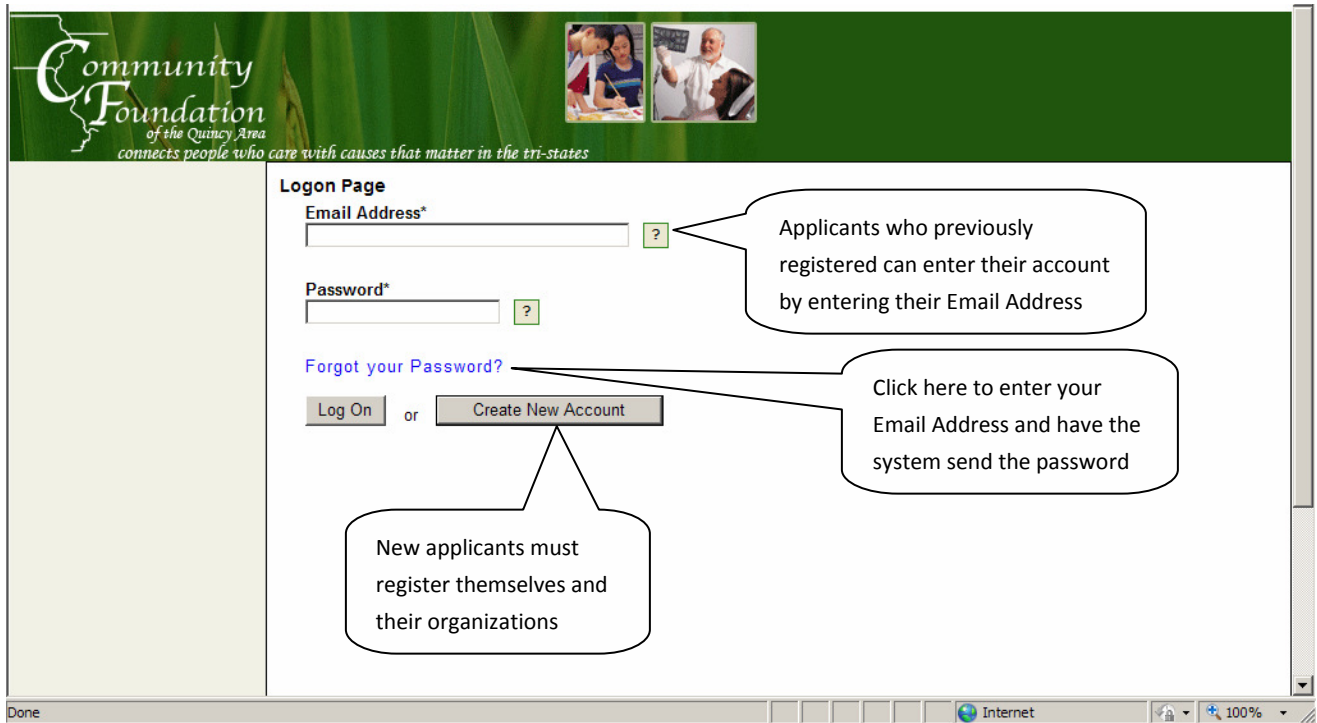 Community
Foundation
of the Quincy Area
connects people who care with causes that matter in the tri-states
Logon Page
Email Address*
?
Applicants who previously
registered can enter their account
by entering their Email Address
Password*
?
Forgot your Password?
Click here to enter your
Email Address and have the
system send the password
Log On or Create New Account
New applicants must
register themselves and
their organizations
Done Internet 100%